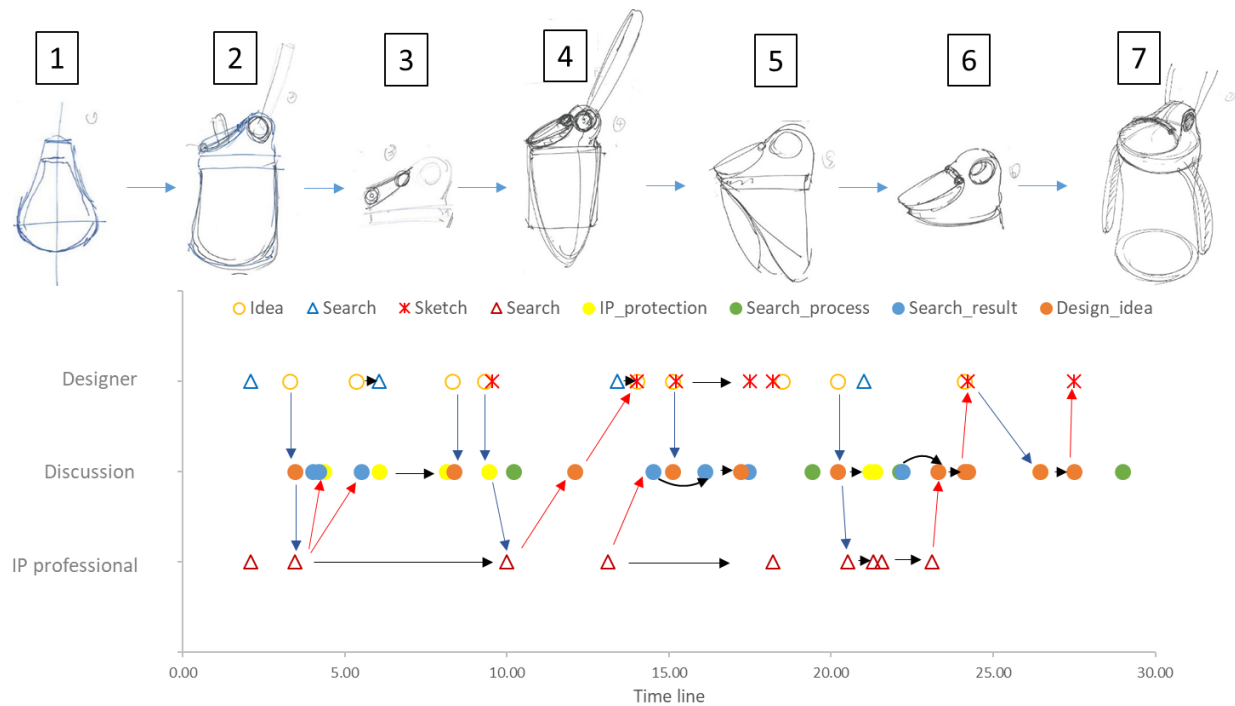 1 2 3 4 5 6 7
Idea Search Sketch Search IP_protection Search_process Search_result Design_idea
Designer
Discussion
IP professional
0.00 5.00 10.00 15.00 20.00 25.00 30.00
Time line